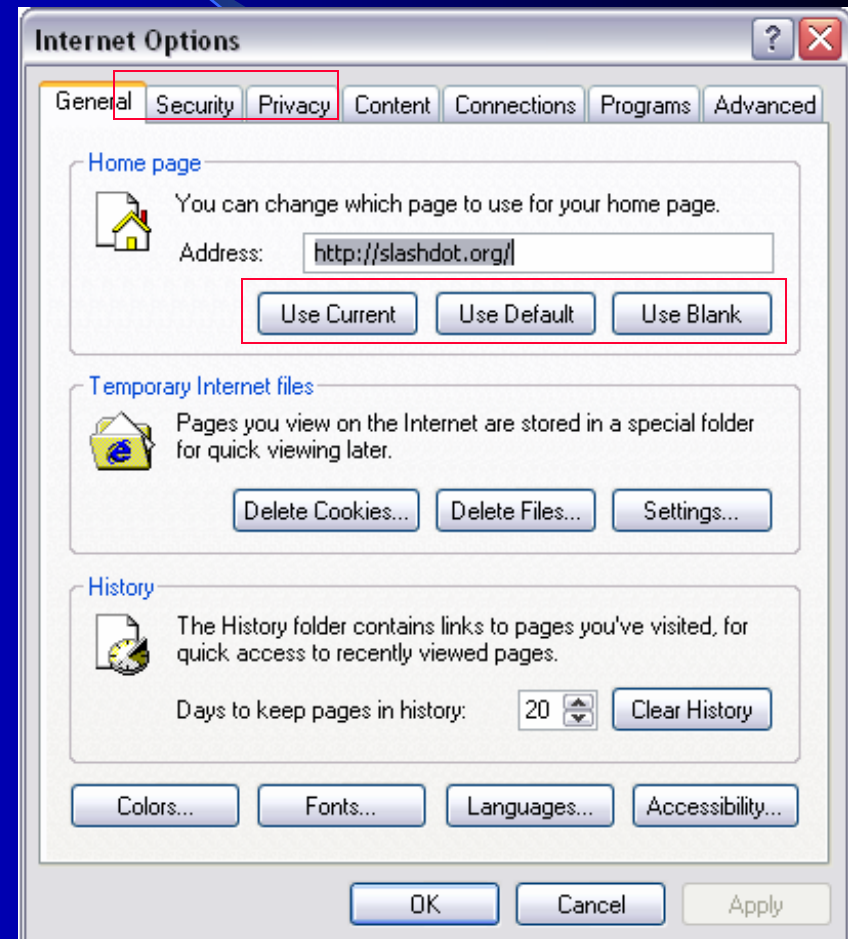 Internet Options
General Security Privacy Content Connections Programs Advanced
Home page
You can change which page to use for your home page.
Address: http://slashdot.org/
Use Current Use Default Use Blank
Temporary Internet files
Pages you view on the Internet are stored in a special folder
for quick viewing later.
Delete Cookies... Delete Files... Settings...
History
The History folder contains links to pages you've visited, for
quick access to recently viewed pages.
Days to keep pages in history: 20 Clear History
Colors... Fonts... Languages... Accessibility...
OK Cancel Apply